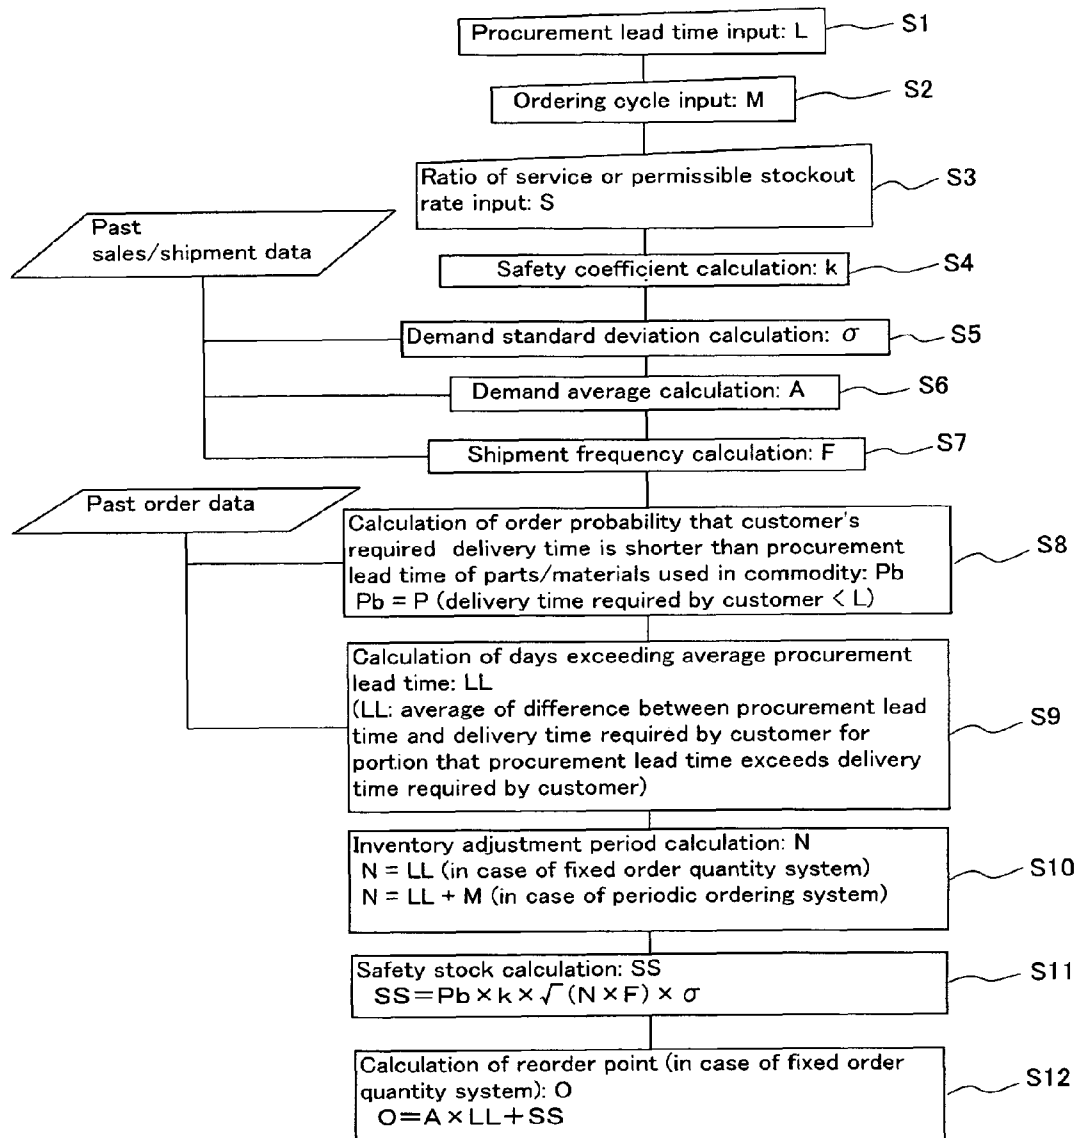 Procurement lead time input: L
S1
Ordering cycle input: M
S2
Ratio of service or permissible stockout
rate input: S
S3
Past
sales/shipment data
Safety coefficient calculation: k
S4
Demand standard deviation calculation: σ
S5
Demand average calculation: A
S6
Shipment frequency calculation: F
S7
Past order data
Calculation of order probability that customer's
required delivery time is shorter than procurement
lead time of parts/materials used in commodity: Pb
Pb = P (delivery time required by customer < L)
S8
Calculation of days exceeding average procurement
lead time: LL
(LL: average of difference between procurement lead
time and delivery time required by customer for
portion that procurement lead time exceeds delivery
time required by customer)
S9
Inventory adjustment period calculation: N
N = LL (in case of fixed order quantity system)
N = LL + M (in case of periodic ordering system)
S10
Safety stock calculation: SS
SS=Pb×k×√(N×F)×σ
S11
Calculation of reorder point (in case of fixed order
quantity system): O
O=A×LL+SS
S12